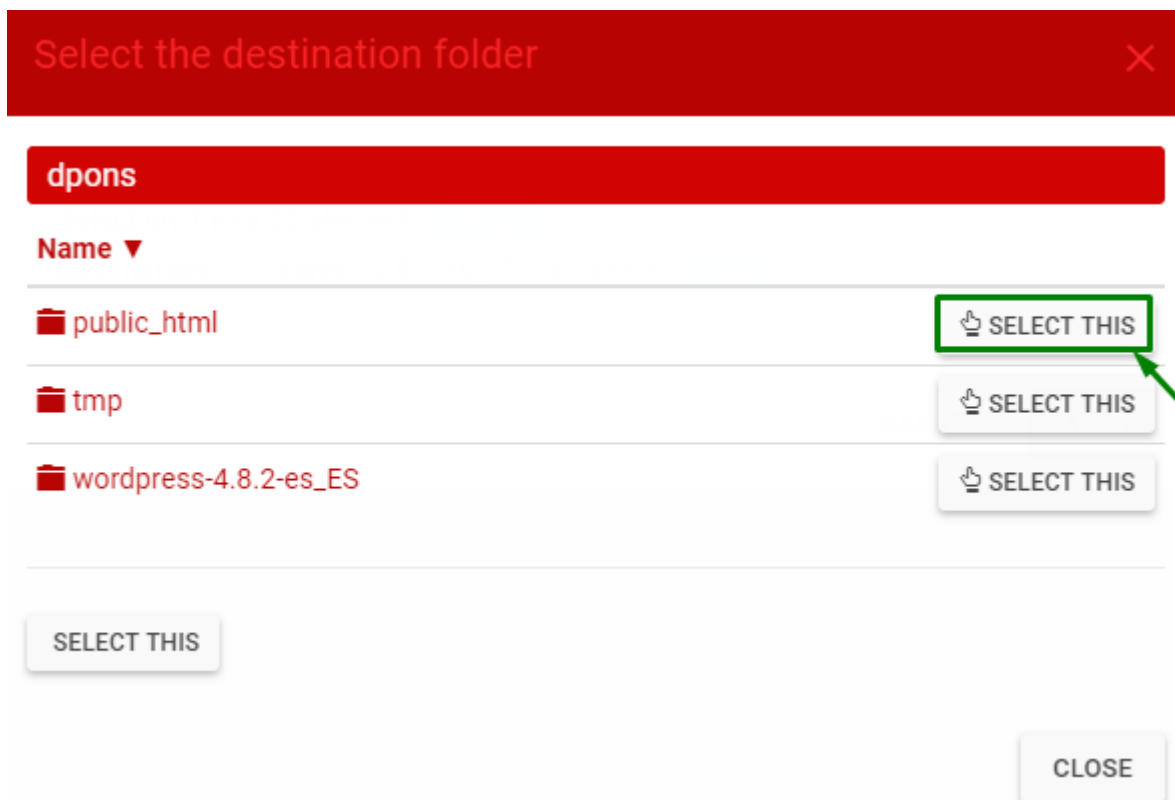 Select the destination folder
dpons
Name ▼
public_html SELECT THIS
tmp SELECT THIS
wordpress-4.8.2-es_ES SELECT THIS
SELECT THIS
CLOSE